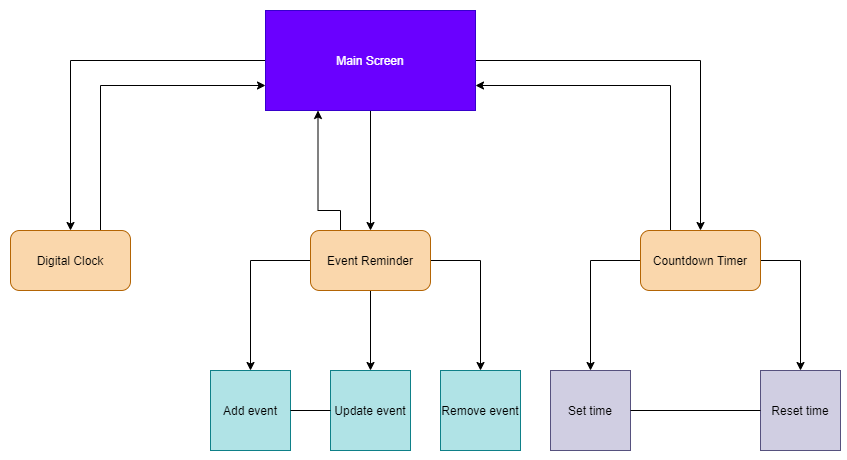 Main Screen
Digital Clock
Event Reminder
Countdown Timer
Add event
Update event
Remove event
Set time
Reset time